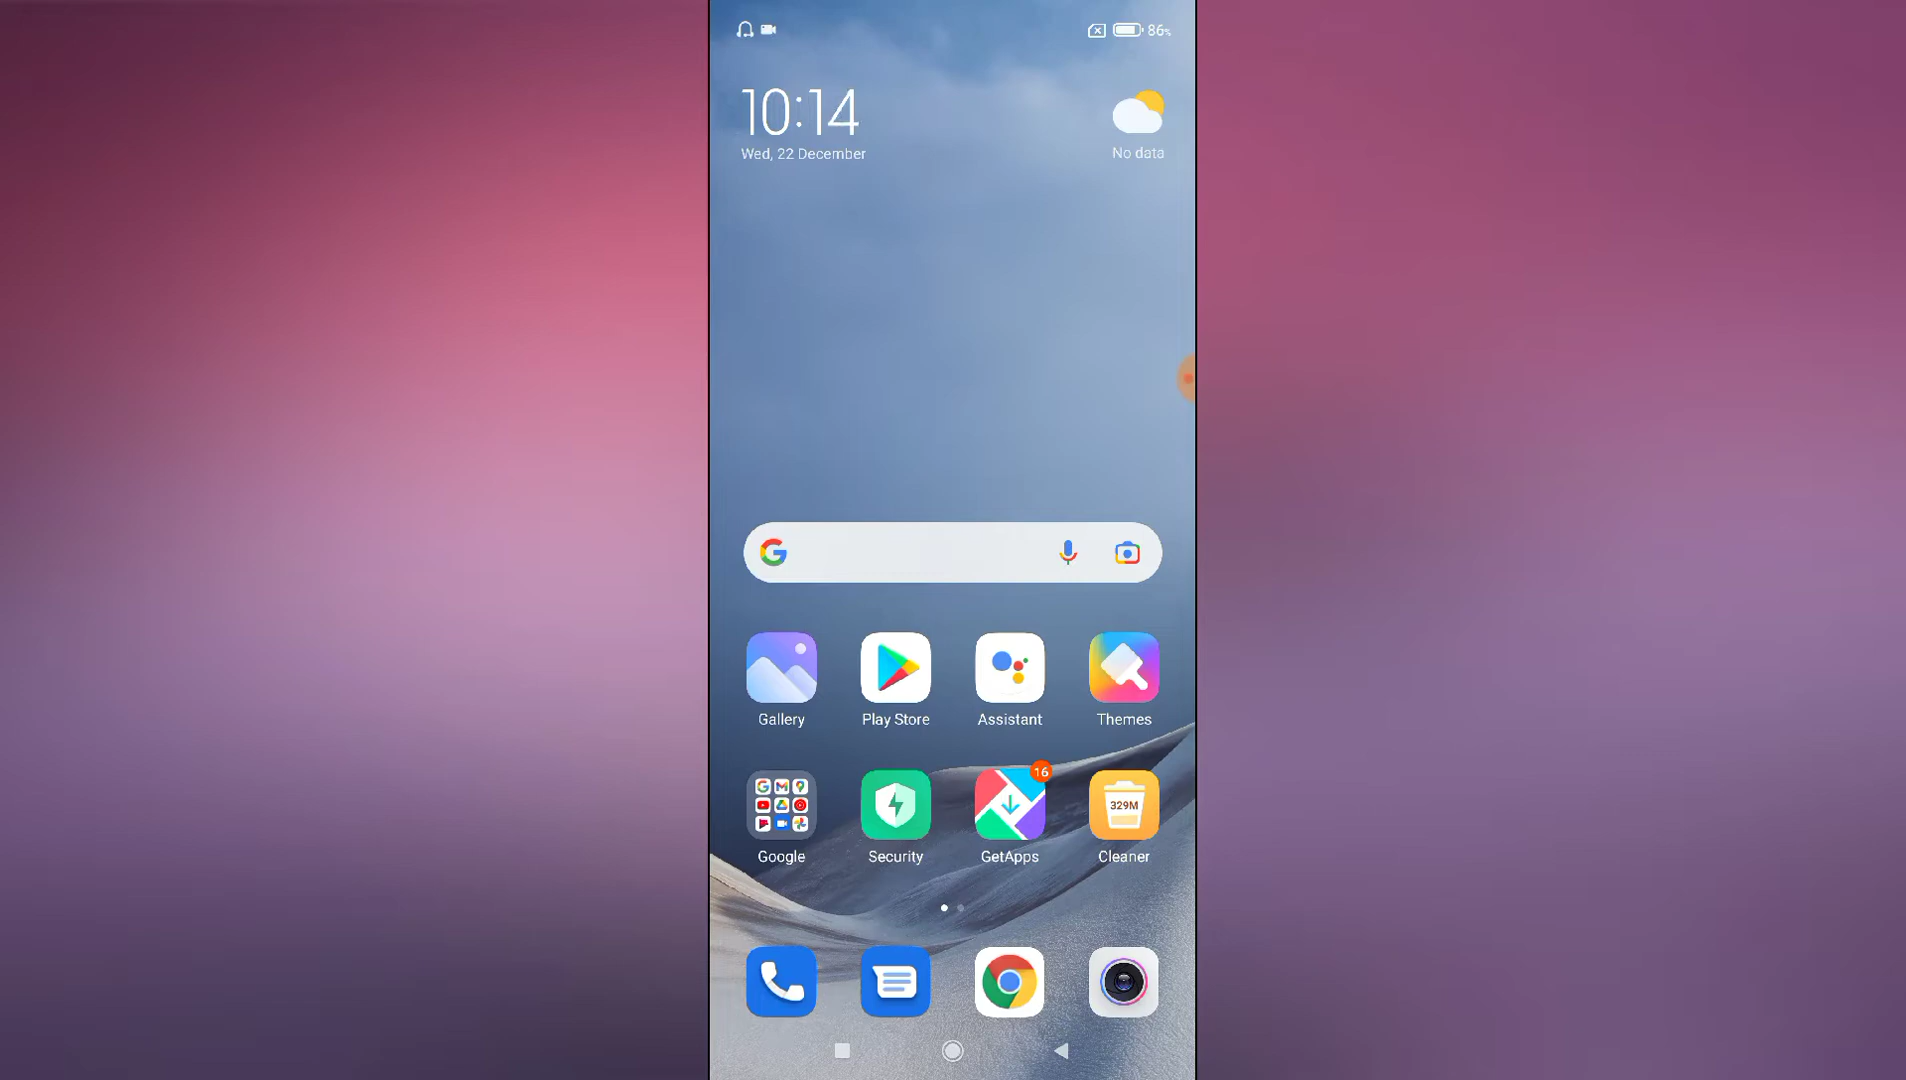 86%
10:14
Wed, 22 December
No data
Gallery
Play Store
Assistant
Themes
16
329M
Google
Security
GetApps
Cleaner